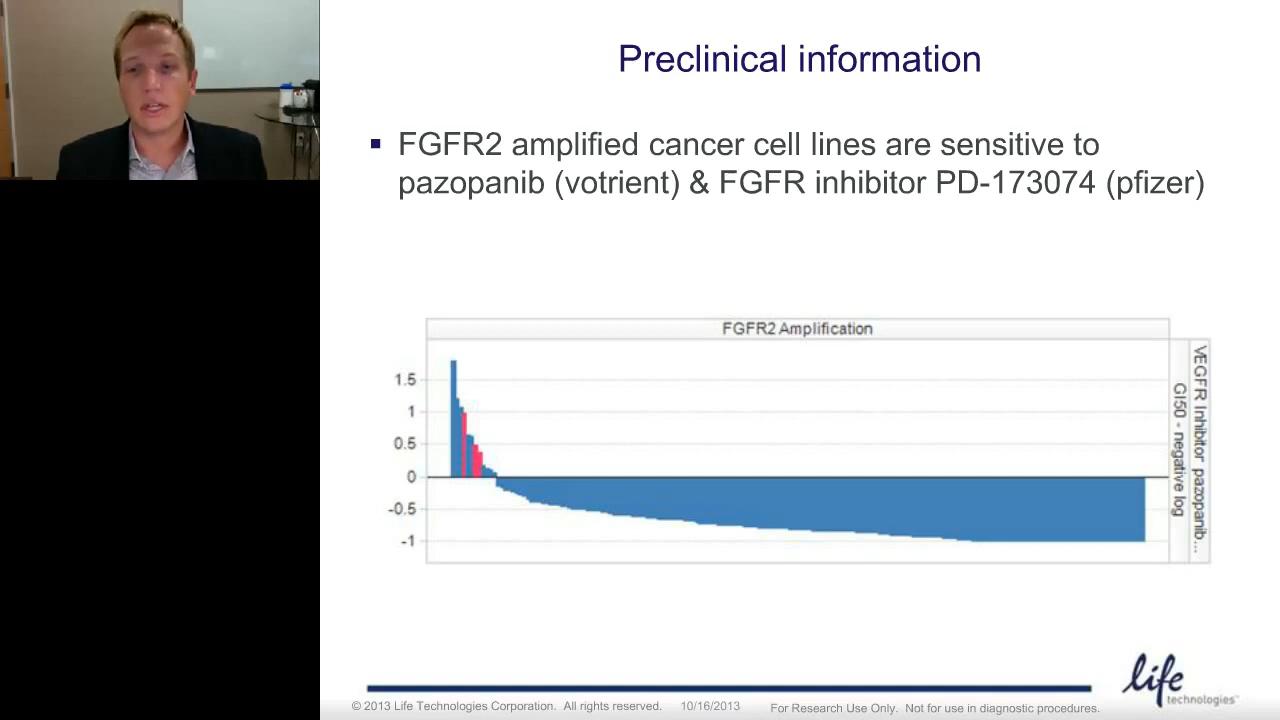 Preclinical information
▪ FGFR2 amplified cancer cell lines are sensitive to
pazopanib (votrient) & FGFR inhibitor PD-173074 (pfizer)
FGFR2 Amplification
1.5
1
0.5
0
-0.5
-1
GI50 - negative log
VEGFR Inhibitor pazopanib...
life
technologies™
© 2013 Life Technologies Corporation. All rights reserved. 10/16/2013 For Research Use Only. Not for use in diagnostic procedures.